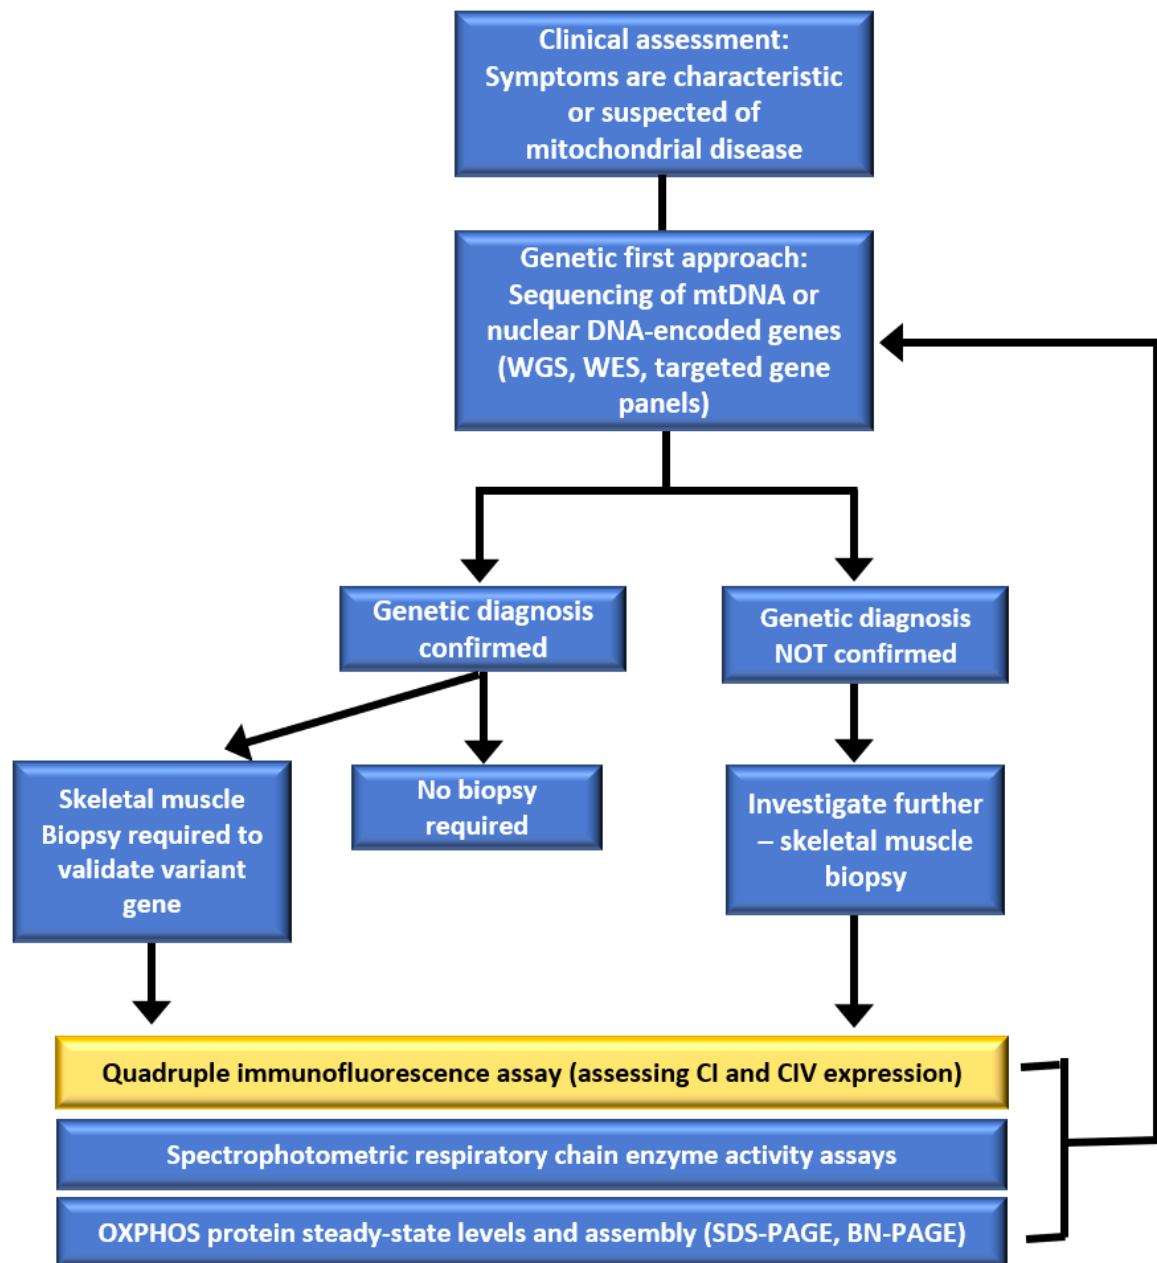 Clinical assessment:
Symptoms are characteristic
or suspected of
mitochondrial disease
Genetic first approach:
Sequencing of mtDNA or
nuclear DNA-encoded genes
(WGS, WES, targeted gene
panels)
Genetic diagnosis
confirmed
Genetic diagnosis
NOT confirmed
Skeletal muscle
Biopsy required to
validate variant
gene
No biopsy
required
Investigate further
– skeletal muscle
biopsy
Quadruple immunofluorescence assay (assessing CI and CIV expression)
Spectrophotometric respiratory chain enzyme activity assays
OXPHOS protein steady-state levels and assembly (SDS-PAGE, BN-PAGE)